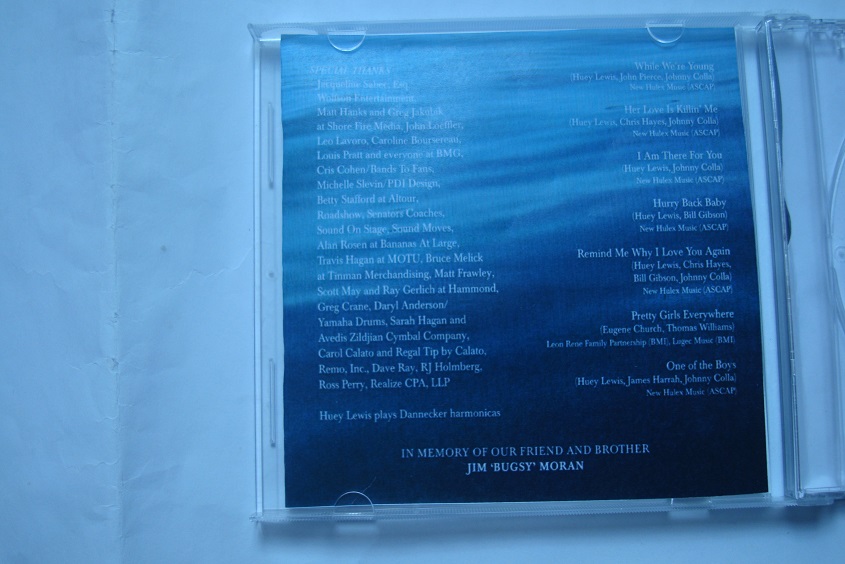 SPECIAL THANKS
Jacqueline Sabec, Esq
Wolfson Entertainment,
Matt Hanks and Greg Jakubik
at Shore Fire Media, John Loeffler,
Leo Lavoro, Caroline Boursereau,
Louis Pratt and everyone at BMG,
Cris Cohen/Bands To Fans,
Michelle Slevin/PDI Design,
Betty Stafford at Altour,
Roadshow, Senators Coaches,
Sound On Stage, Sound Moves,
Alan Rosen at Bananas At Large,
Travis Hagan at MOTU, Bruce Melick
at Tinman Merchandising, Matt Frawley,
Scott May and Ray Gerlich at Hammond,
Greg Crane, Daryl Anderson/
Yamaha Drums, Sarah Hagan and
Avedis Zildjian Cymbal Company,
Carol Calato and Regal Tip by Calato,
Remo, Inc., Dave Ray, RJ Holmberg,
Ross Perry, Realize CPA, LLP
Huey Lewis plays Dannecker harmonicas
While We're Young
(Huey Lewis, John Pierce, Johnny Colla)
New Hulex Music (ASCAP)
Her Love Is Killin' Me
(Huey Lewis, Chris Hayes, Johnny Colla)
New Hulex Music (ASCAP)
I Am There For You
(Huey Lewis, Johnny Colla)
New Hulex Music (ASCAP)
Hurry Back Baby
(Huey Lewis, Bill Gibson)
New Hulex Music (ASCAP)
Remind Me Why I Love You Again
(Huey Lewis, Chris Hayes,
Bill Gibson, Johnny Colla)
New Hulex Music (ASCAP)
Pretty Girls Everywhere
(Eugene Church, Thomas Williams)
Leon Rene Family Partnership (BMI), Lugec Music (BMI)
One of the Boys
(Huey Lewis, James Harrah, Johnny Colla)
New Hulex Music (ASCAP)
IN MEMORY OF OUR FRIEND AND BROTHER
JIM 'BUGSY' MORAN